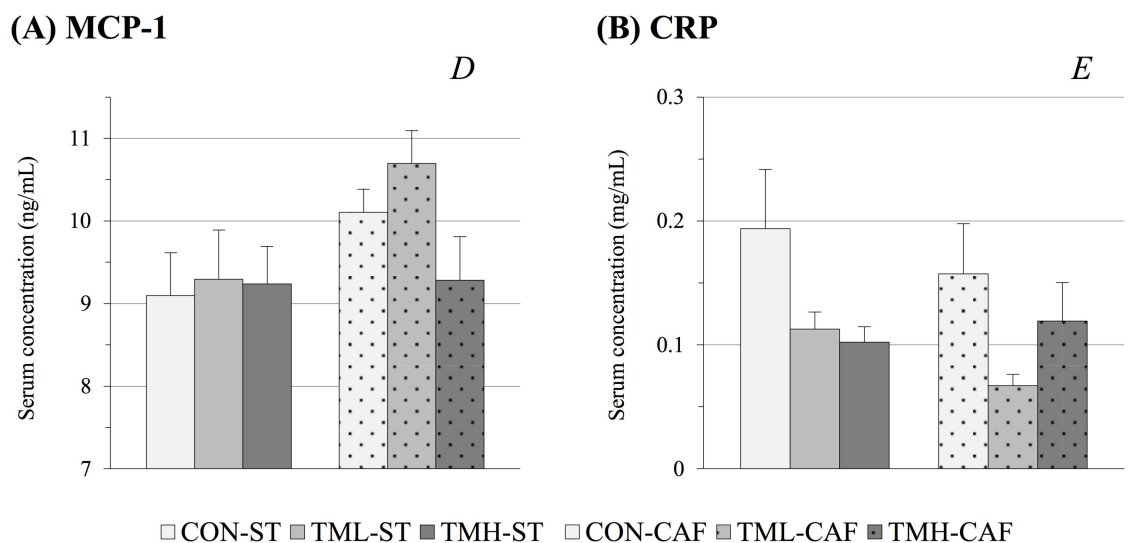 (A) MCP-1
D
Serum concentration (ng/mL)
11
10
9
8
7
(B) CRP
E
Serum concentration (mg/mL)
0.3
0.2
0.1
0
CON-ST TML-ST TMH-ST CON-CAF TML-CAF TMH-CAF